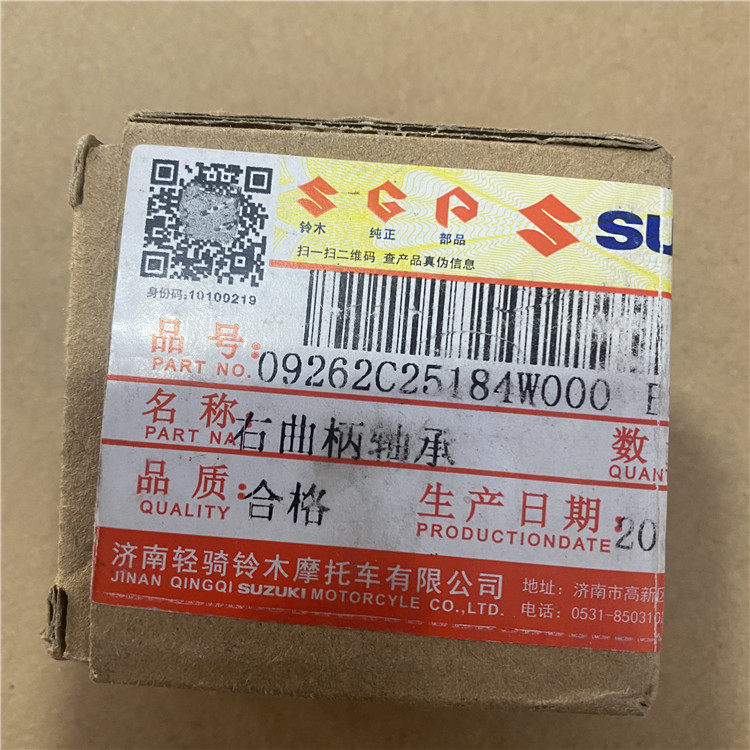 SGP SU
铃木 纯正 部品
扫一扫二维码 查产品真伪信息
身份码:10100219
品号:
PART NO. 09262C25184W000
名称: 右曲柄轴承 数
PART NA QUAN
品质: 合格 生产日期: 20
QUALITY PRODUCTIONDATE
济南轻骑铃木摩托车有限公司 地址: 济南市高新区
JINAN QINGQI SUZUKI MOTORCYLE CO.,LTD. 电话: 0531-850310